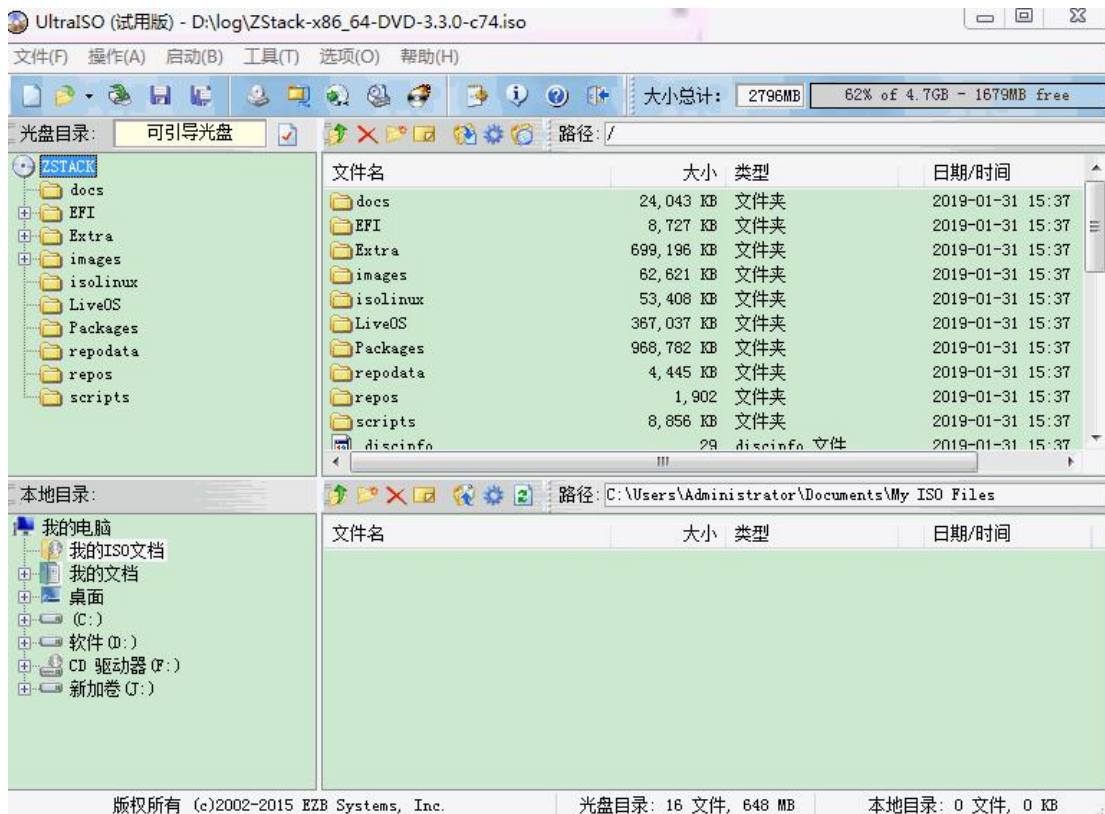 UltraISO (试用版) - D:\log\ZStack-x86_64-DVD-3.3.0-c74.iso
文件(F) 操作(A) 启动(B) 工具(T) 选项(O) 帮助(H)
大小总计: 2796MB 62% of 4.7GB - 1679MB free
光盘目录: 可引导光盘 路径: /
ZSTACK
docs
EFI
Extra
images
isolinux
LiveOS
Packages
repodata
repos
scripts
文件名 大小 类型 日期/时间
docs 24,043 KB 文件夹 2019-01-31 15:37
EFI 8,727 KB 文件夹 2019-01-31 15:37
Extra 699,196 KB 文件夹 2019-01-31 15:37
images 62,621 KB 文件夹 2019-01-31 15:37
isolinux 53,408 KB 文件夹 2019-01-31 15:37
LiveOS 367,037 KB 文件夹 2019-01-31 15:37
Packages 968,782 KB 文件夹 2019-01-31 15:37
repodata 4,445 KB 文件夹 2019-01-31 15:37
repos 1,902 文件夹 2019-01-31 15:37
scripts 8,856 KB 文件夹 2019-01-31 15:37
discinfo 29 discinfo 文件 2019-01-31 15:37
本地目录: 路径: C:\Users\Administrator\Documents\My ISO Files
我的电脑
我的ISO文档
我的文档
桌面
(C:)
软件(D:)
CD 驱动器(F:)
新加卷(J:)
文件名 大小 类型 日期/时间
版权所有 (c)2002-2015 EZB Systems, Inc. 光盘目录: 16 文件, 648 MB 本地目录: 0 文件, 0 KB